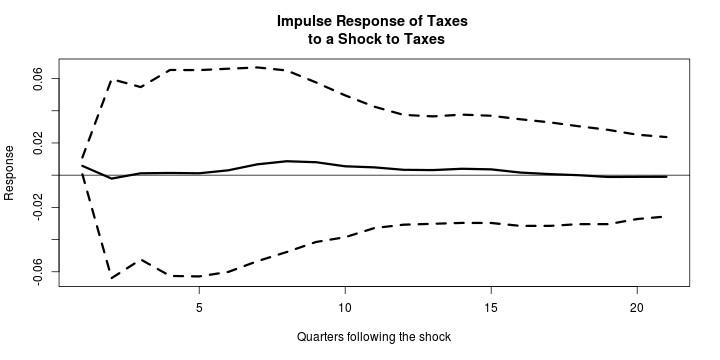 Impulse Response of Taxes
to a Shock to Taxes
Response
0.06
0.02
-0.02
-0.06
5 10 15 20
Quarters following the shock